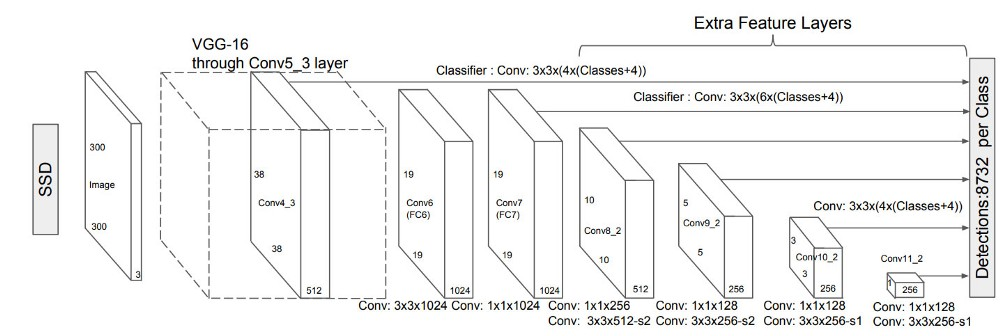 Extra Feature Layers
VGG-16
through Conv5_3 layer
Classifier : Conv: 3x3x(4x(Classes+4))
Classifier : Conv: 3x3x(6x(Classes+4))
SSD
300
Image
300
3
38
Conv4_3
38
512
19
Conv6
(FC6)
19
1024
19
Conv7
(FC7)
19
1024
10
Conv8_2
10
512
5
Conv9_2
5
256
Conv: 3x3x(4x(Classes+4))
3
Conv10_2
3
256
Conv11_2
1
256
Detections:8732 per Class
Conv: 3x3x1024
Conv: 1x1x1024
Conv: 1x1x256
Conv: 3x3x512-s2
Conv: 1x1x128
Conv: 3x3x256-s2
Conv: 1x1x128
Conv: 3x3x256-s1
Conv: 1x1x128
Conv: 3x3x256-s1